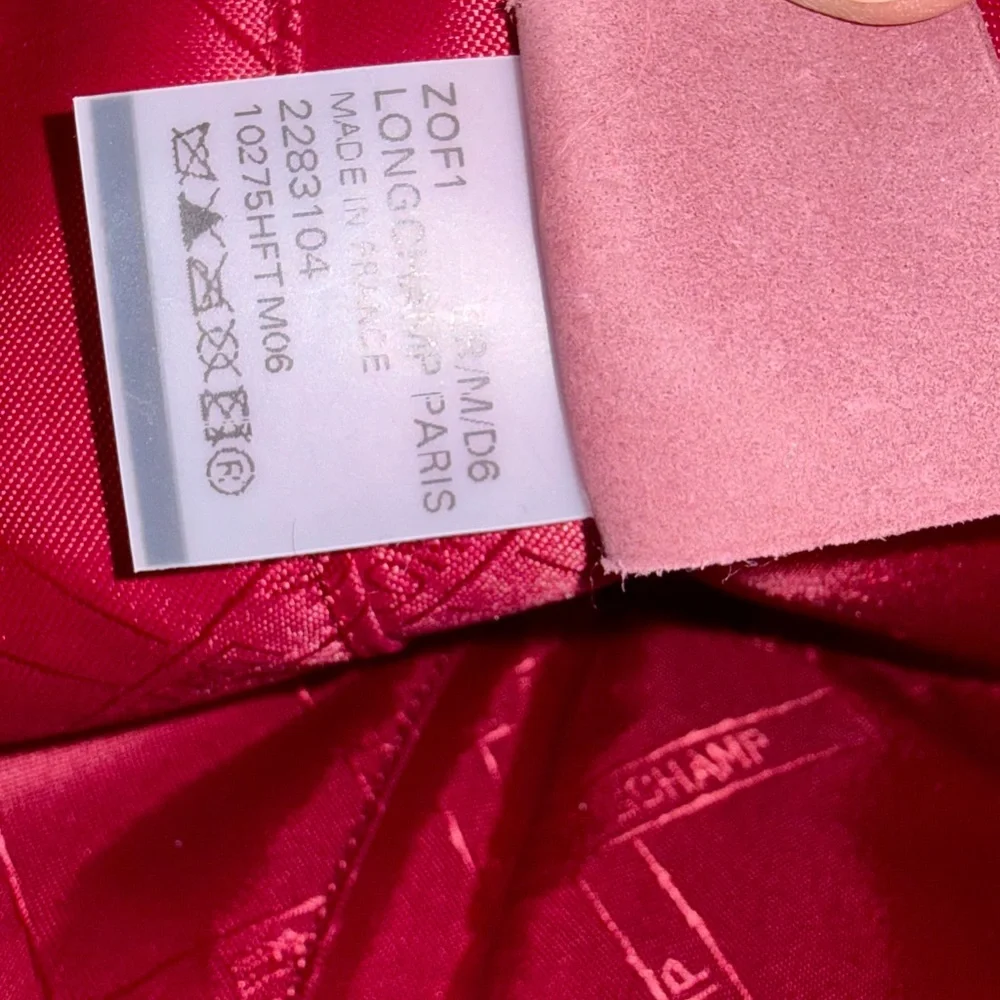 ZOF1 /M/D6
LONGCHAMP PARIS
MADE IN FRANCE
2283104
10275HFT M06
F
CHAMP
P